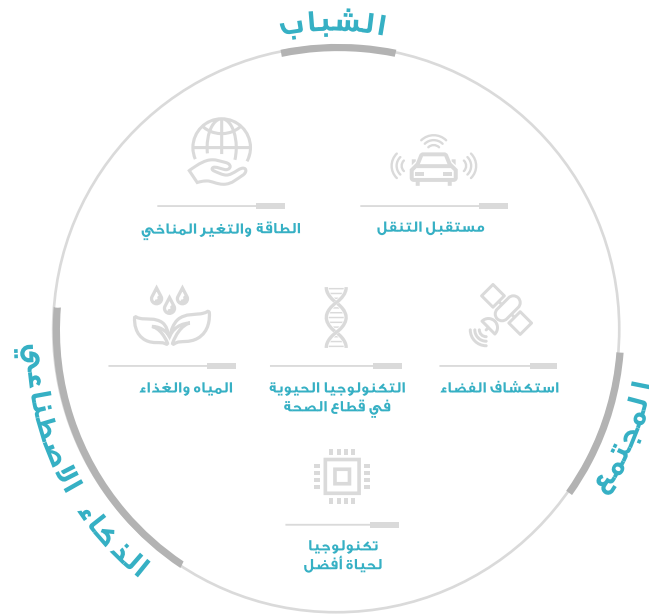 الشباب
مستقبل التنقل
الطاقة والتغير المناخي
استكشاف الفضاء
التكنولوجيا الحيوية
في قطاع الصحة
المياه والغذاء
تكنولوجيا
لحياة أفضل
المجتمع
الذكاء الاصطناعي